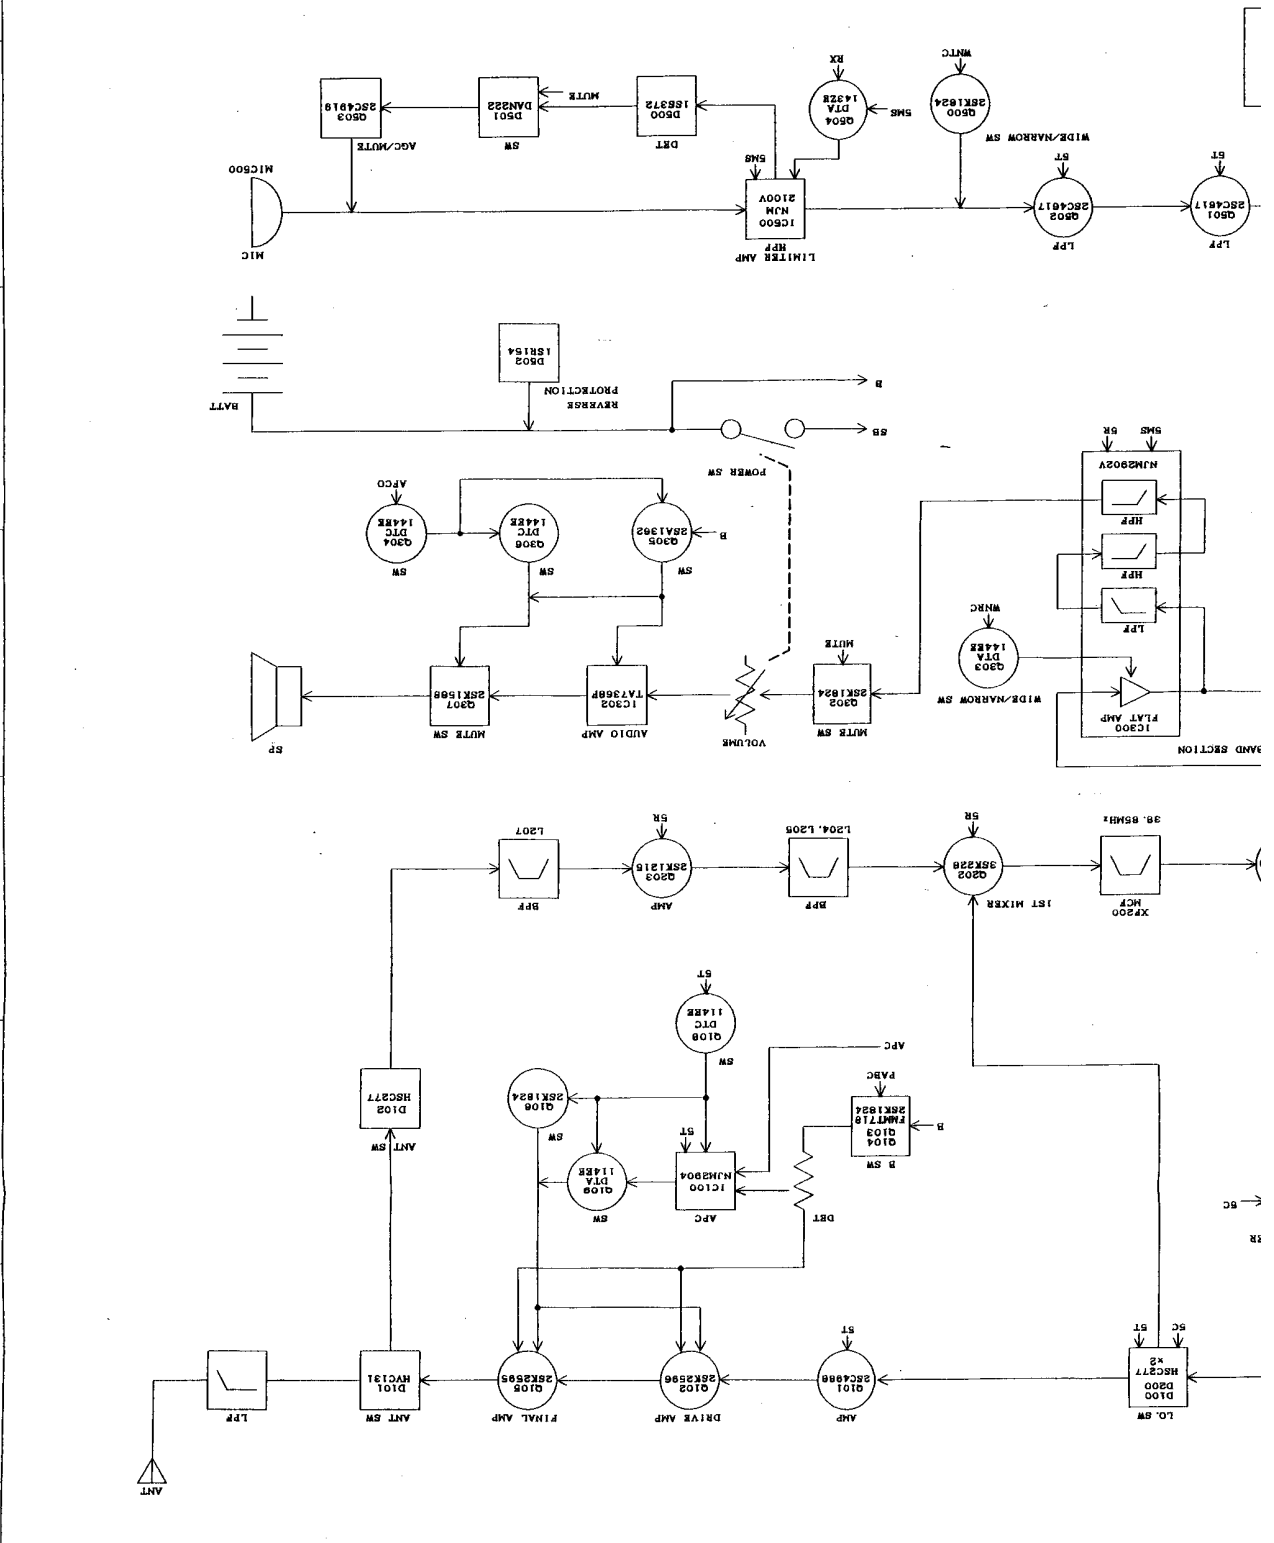 ANT
LPF
ANT SW
D101
HVC131
FINAL AMP
Q105
2SK2595
DRIVE AMP
Q102
2SK2596
AMP
Q101
2SC4988
5T
LO. SW
D100
D200
HSC277
×2
5C
5T
5C
DET
APC
IC100
NJM2904
5T
SW
Q109
DTA
114EE
B SW
Q104
Q103
FMMT718
2SK1824
B
PABC
SW
Q106
2SK1824
ANT SW
D102
HSC277
SW
Q108
DTC
114EE
5T
APC
XF200
MCF
38.85MHz
1ST MIXER
Q202
3SK228
5R
BPF
L204.L205
AMP
Q203
2SK1215
5R
BPF
L207
BAND SECTION
IC300
FLAT AMP
LPF
HPF
HPF
NJM2902V
5MS
5R
WIDE/NARROW SW
Q303
DTA
144EE
WNRC
MUTE SW
Q302
2SK1824
MUTE
VOLUME
AUDIO AMP
IC302
TA7368F
MUTE SW
Q307
2SK1588
SP
SW
Q305
2SA1362
B
SW
Q306
DTC
144EE
SW
Q304
DTC
144EE
AFCO
POWER SW
SB
B
REVERSE
PROTECTION
D502
1SR154
BATT
LPF
Q501
2SC4617
5T
LPF
Q502
2SC4617
5T
LIMITER AMP
HPF
IC500
NJM
2100V
5MS
MIC
MIC500
WIDE/NARROW SW
Q500
2SK1824
WNTC
Q504
DTA
143ZE
5MS
RX
DET
D500
1SS372
MUTE
SW
D501
DAN222
AGC/MUTE
Q503
2SC4919